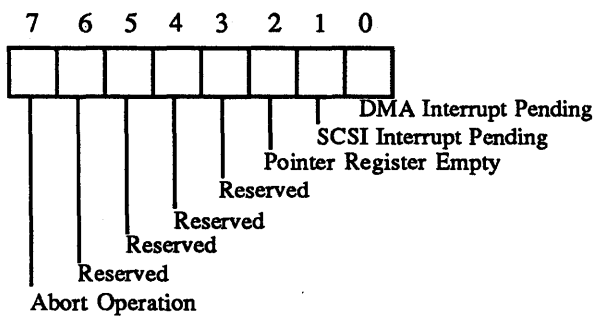 7 6 5 4 3 2 1 0
DMA Interrupt Pending
SCSI Interrupt Pending
Pointer Register Empty
Reserved
Reserved
Reserved
Reserved
Abort Operation